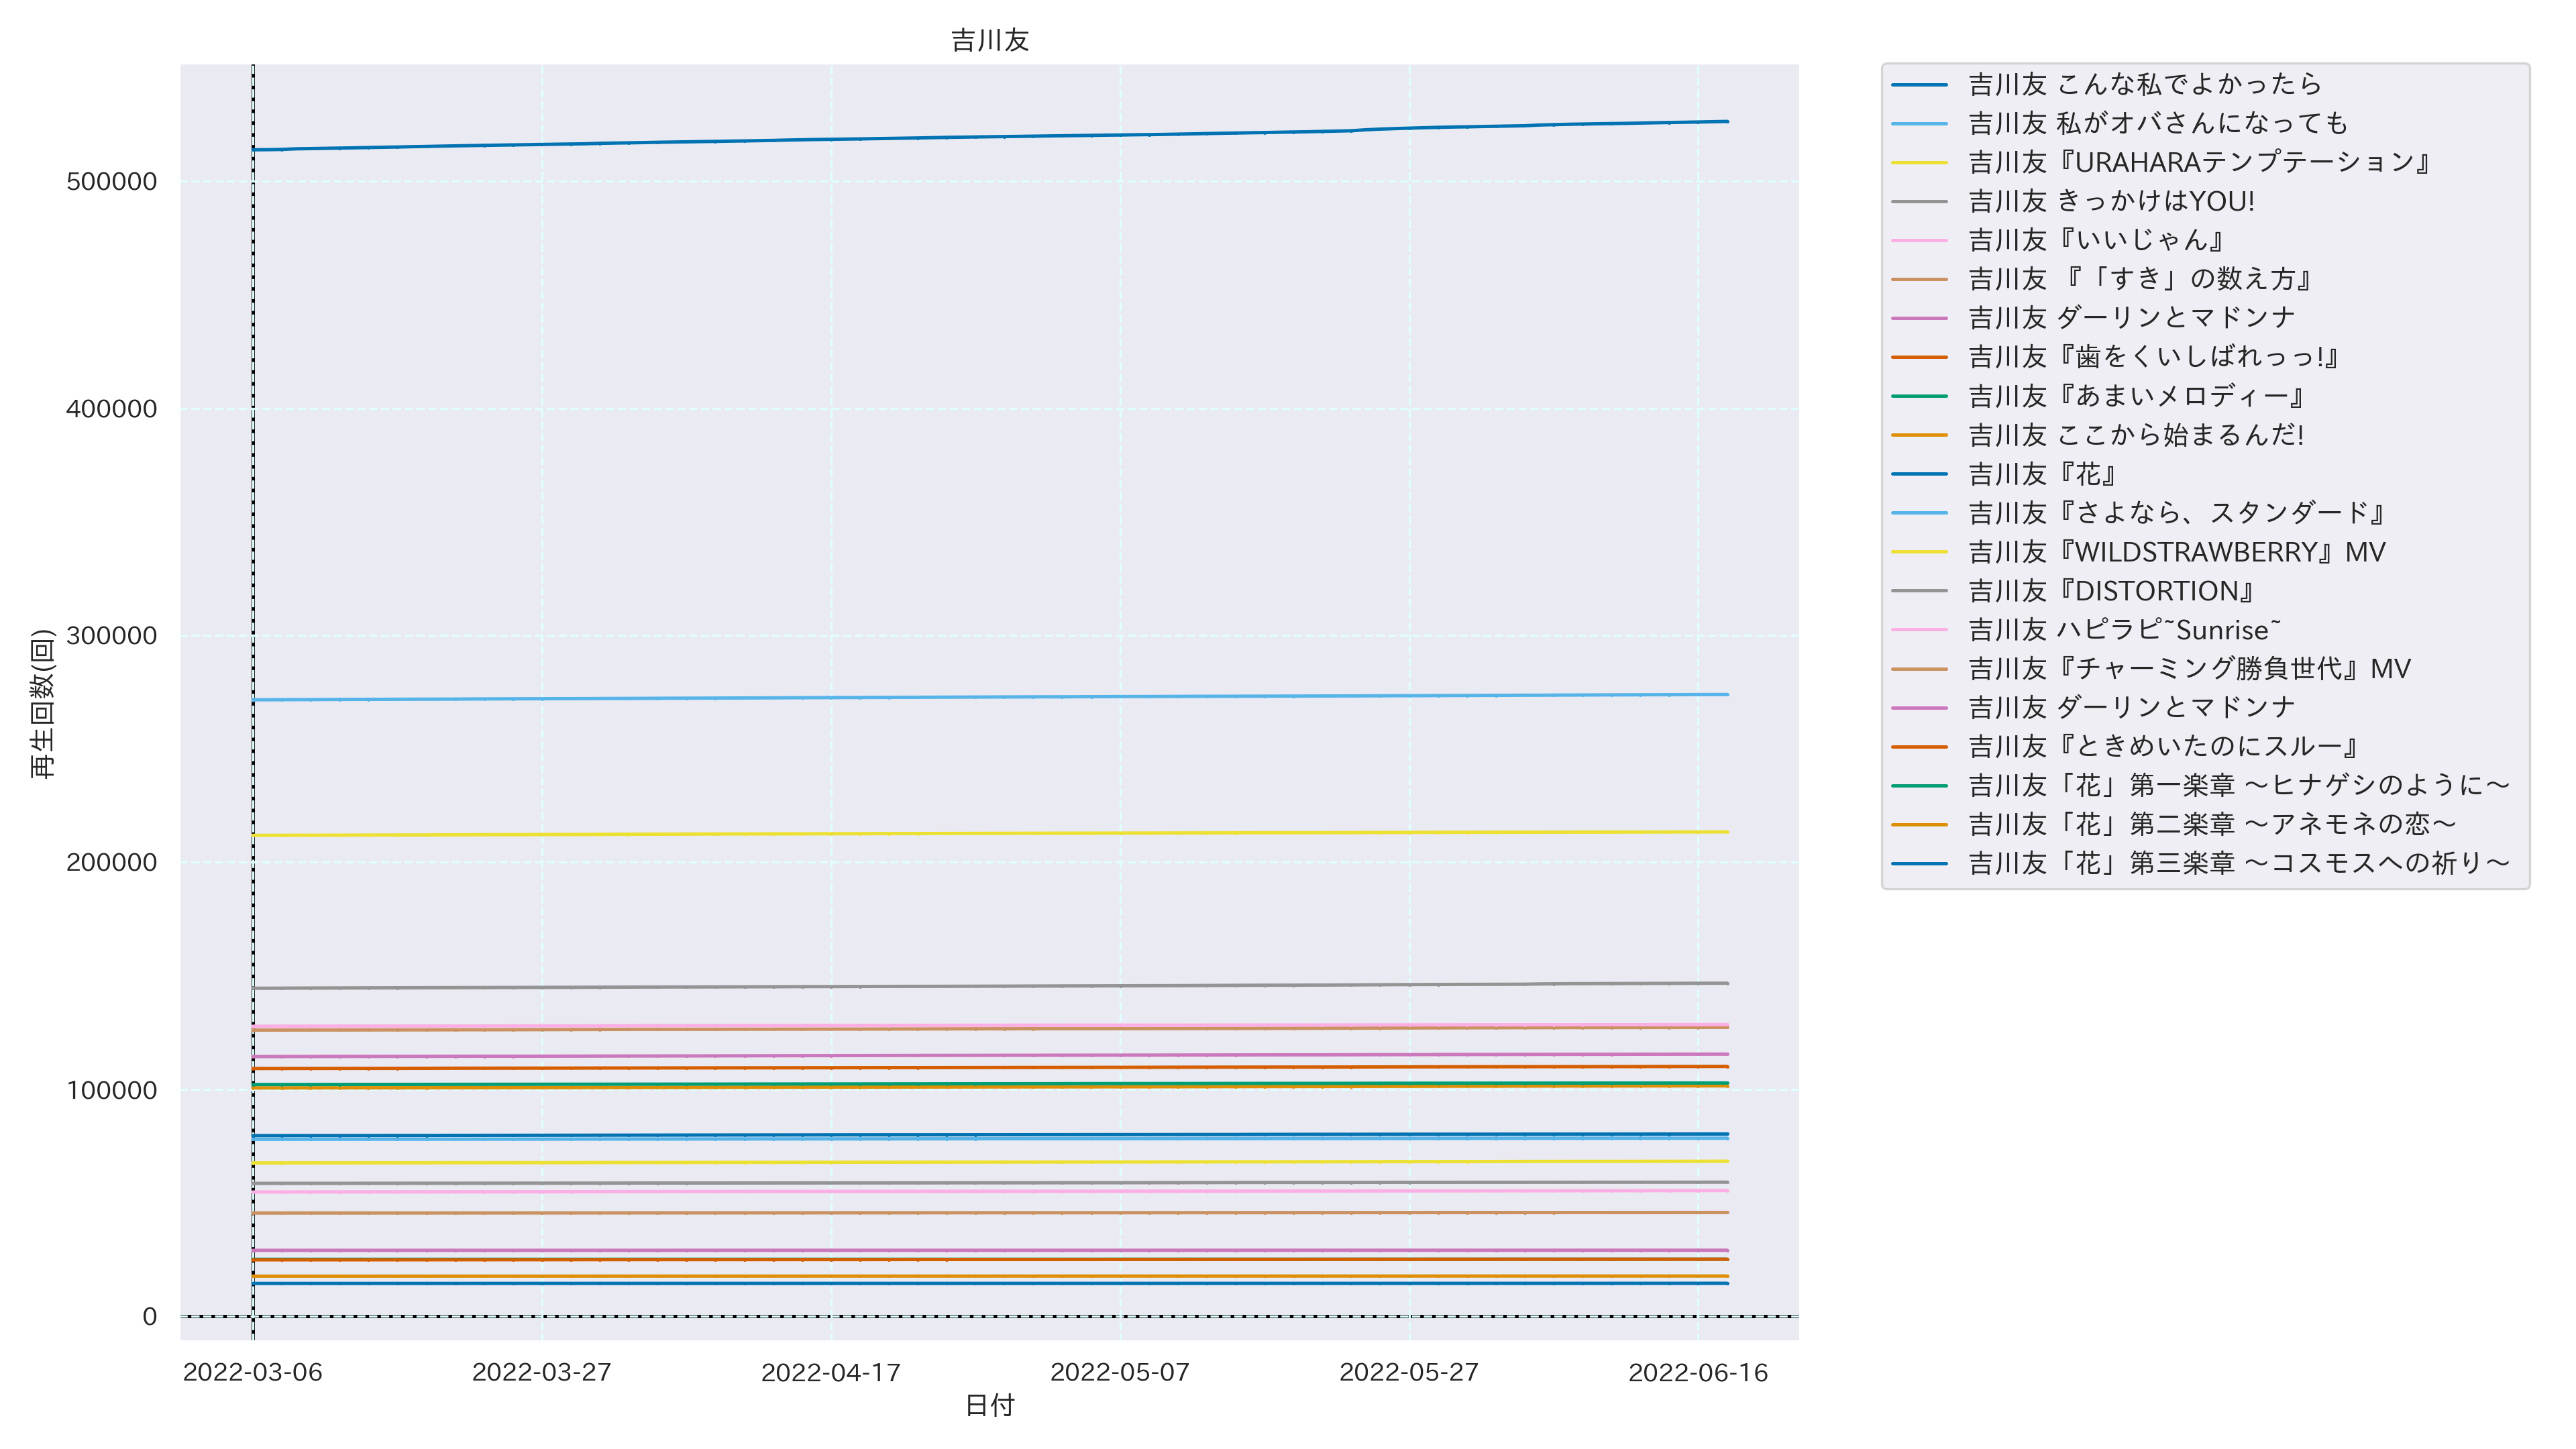 吉川友
500000
400000
300000
200000
100000
0
再生回数(回)
2022-03-06
2022-03-27
2022-04-17
2022-05-07
2022-05-27
2022-06-16
日付
吉川友 こんな私でよかったら
吉川友 私がオバさんになっても
吉川友『URAHARAテンプテーション』
吉川友 きっかけはYOU!
吉川友『いいじゃん』
吉川友 『「すき」の数え方』
吉川友 ダーリンとマドンナ
吉川友『歯をくいしばれっっ!』
吉川友『あまいメロディー』
吉川友 ここから始まるんだ!
吉川友『花』
吉川友『さよなら、スタンダード』
吉川友『WILDSTRAWBERRY』MV
吉川友『DISTORTION』
吉川友 ハピラピ~Sunrise~
吉川友『チャーミング勝負世代』MV
吉川友 ダーリンとマドンナ
吉川友『ときめいたのにスルー』
吉川友「花」第一楽章 〜ヒナゲシのように〜
吉川友「花」第二楽章 〜アネモネの恋〜
吉川友「花」第三楽章 〜コスモスへの祈り〜